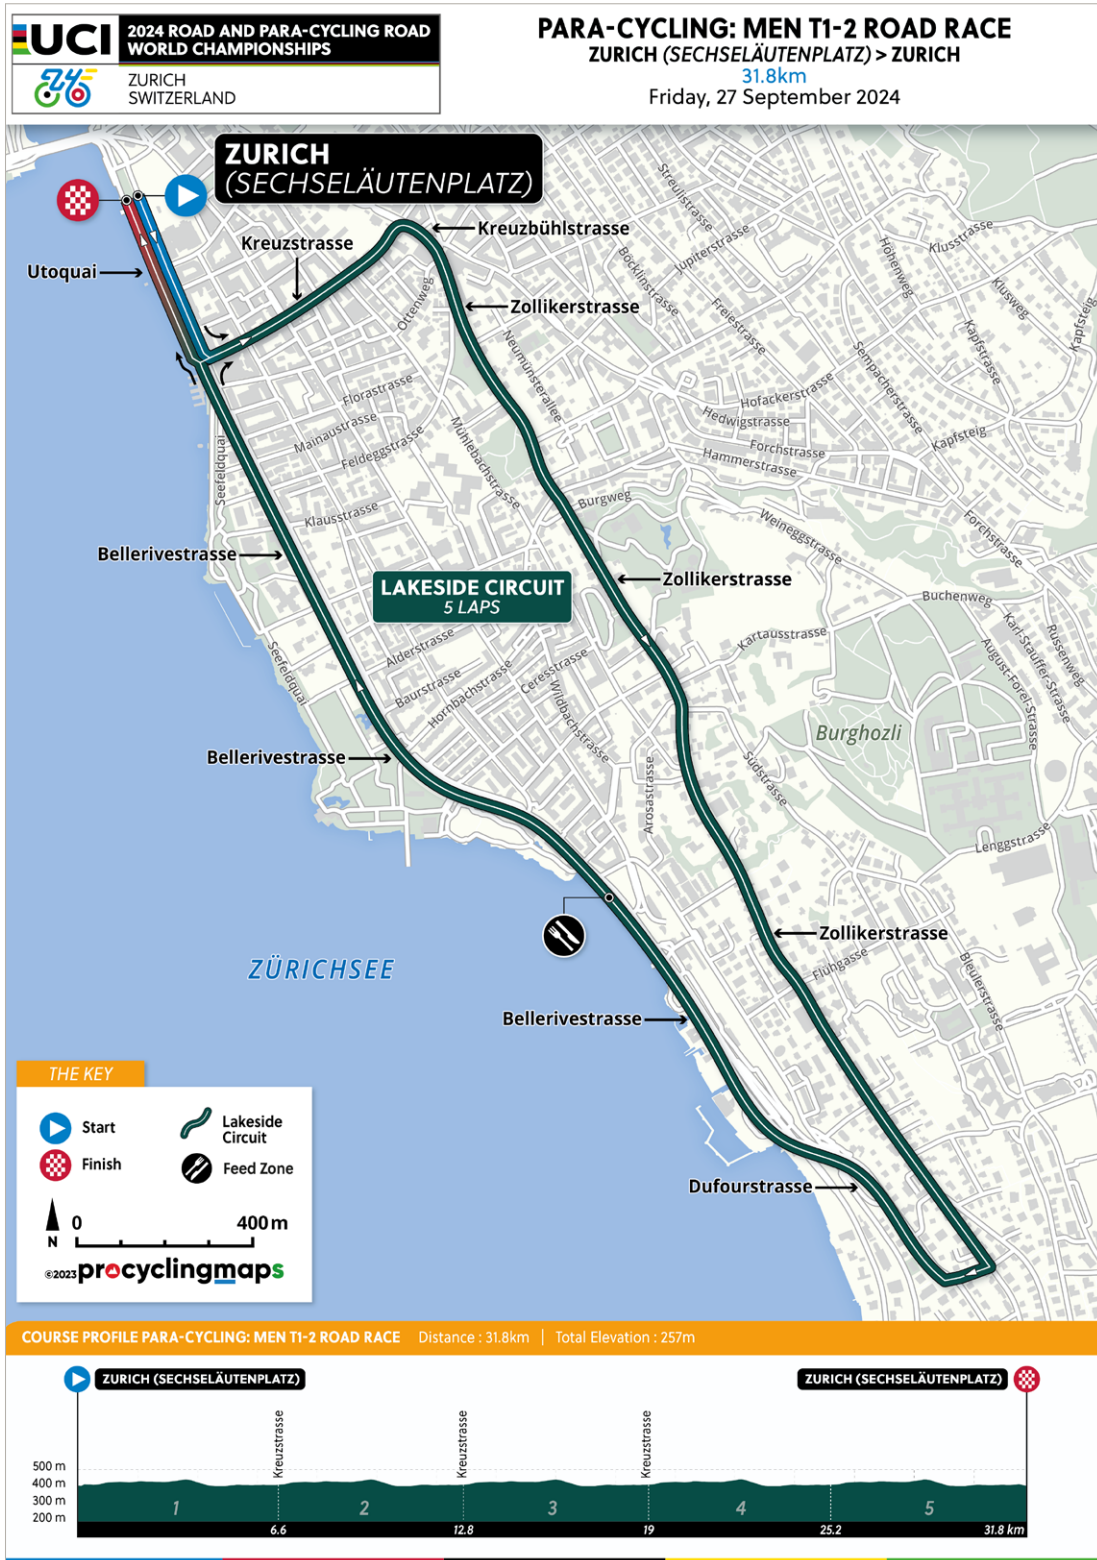 UCI
2024 ROAD AND PARA-CYCLING ROAD
WORLD CHAMPIONSHIPS
ZURICH
SWITZERLAND
PARA-CYCLING: MEN T1-2 ROAD RACE
ZURICH (SECHSELÄUTENPLATZ) > ZURICH
31.8km
Friday, 27 September 2024
ZURICH
(SECHSELÄUTENPLATZ)
Utoquai
Kreuzstrasse
Kreuzbühlstrasse
Zollikerstrasse
Ottenweg
Streulistrasse
Jupiterstrasse
Böcklinstrasse
Freiestrasse
Höhenweg
Klusstrasse
Klusweg
Kapfstrasse
Kapfsteig
Sempacherstrasse
Neumünsterallee
Hofackerstrasse
Hedwigstrasse
Forchstrasse
Hammerstrasse
Kapfsteig
Florastrasse
Mainaustrasse
Feldeggstrasse
Mühlebachstrasse
Seefeldquai
Klausstrasse
Burgweg
Weineggstrasse
Forchstrasse
Bellerivestrasse
LAKESIDE CIRCUIT
5 LAPS
Zollikerstrasse
Buchenweg
Kartausstrasse
Karl-Stauffer-Strasse
Russenweg
August-Forel-Strasse
Seefeldquai
Alderstrasse
Baurstrasse
Hornbachstrasse
Ceresstrasse
Wildbachstrasse
Burghozli
Bellerivestrasse
Südstrasse
Arosastrasse
Lenggstrasse
Zollikerstrasse
Flühgasse
Bleulerstrasse
ZÜRICHSEE
Bellerivestrasse
Dufourstrasse
THE KEY
Start
Finish
Lakeside
Circuit
Feed Zone
N
0 400m
©2023 procyclingmaps
COURSE PROFILE PARA-CYCLING: MEN T1-2 ROAD RACE Distance : 31.8km | Total Elevation : 257m
ZURICH (SECHSELÄUTENPLATZ)
ZURICH (SECHSELÄUTENPLATZ)
Kreuzstrasse
Kreuzstrasse
Kreuzstrasse
500 m
400 m
300 m
200 m
1 2 3 4 5
6.6 12.8 19 25.2 31.8 km